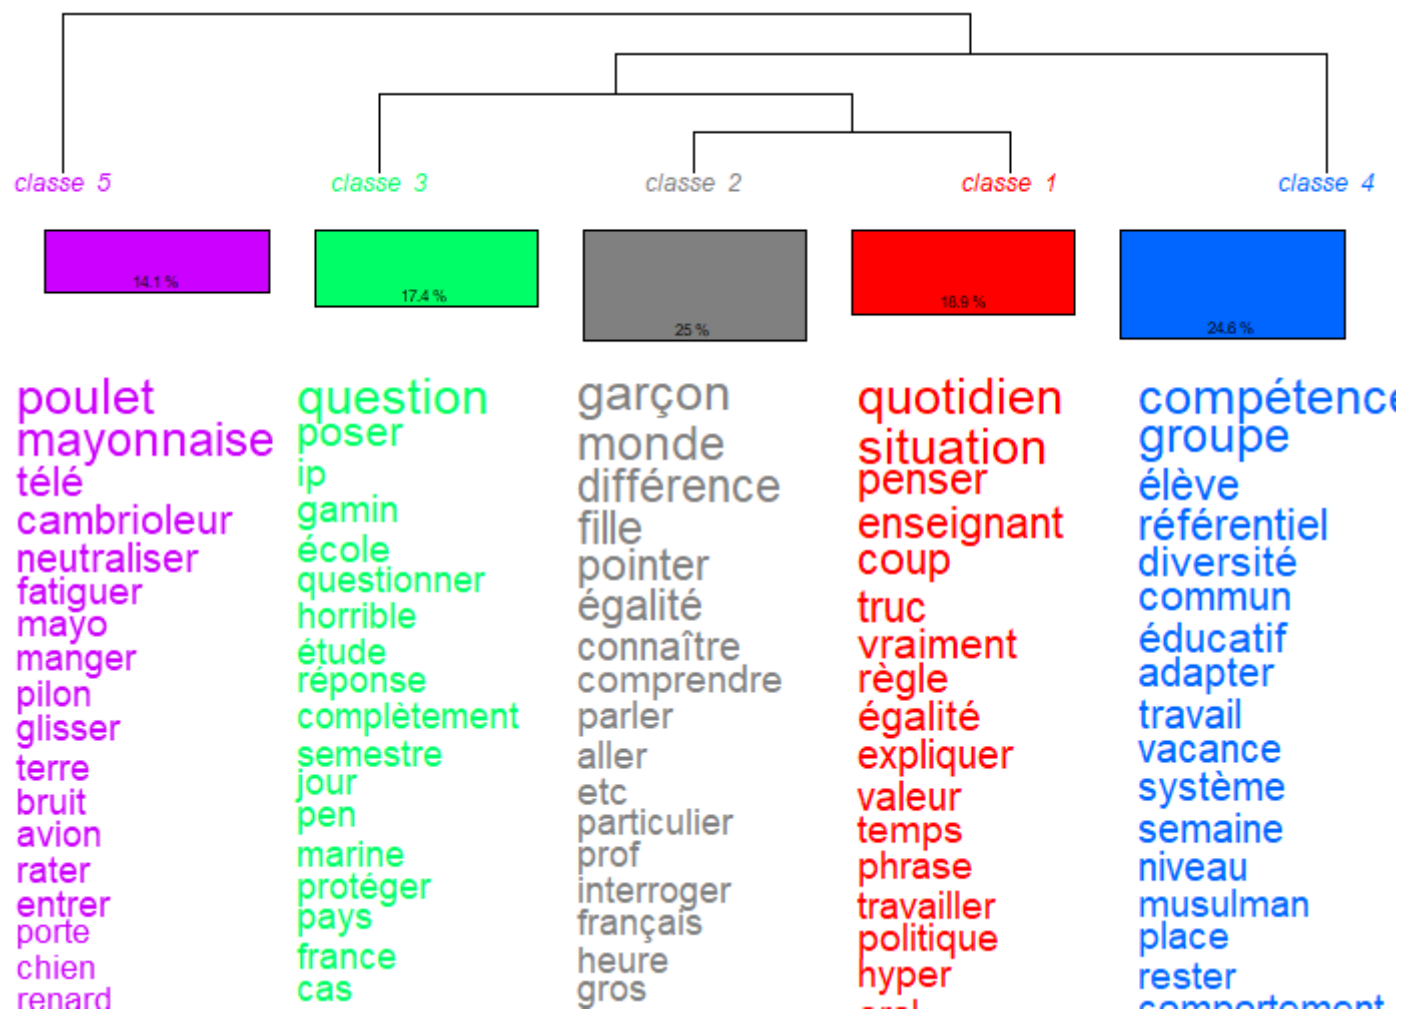 classe 5
classe 3
classe 2
classe 1
classe 4
14.1 %
17.4 %
25 %
18.9 %
24.6 %
poulet
mayonnaise
télé
cambrioleur
neutraliser
fatiguer
mayo
manger
pilon
glisser
terre
bruit
avion
rater
entrer
porte
chien
renard
question
poser
ip
gamin
école
questionner
horrible
étude
réponse
complètement
semestre
jour
pen
marine
protéger
pays
france
cas
garçon
monde
différence
fille
pointer
égalité
connaître
comprendre
parler
aller
etc
particulier
prof
interroger
français
heure
gros
quotidien
situation
penser
enseignant
coup
truc
vraiment
règle
égalité
expliquer
valeur
temps
phrase
travailler
politique
hyper
compétence
groupe
élève
référentiel
diversité
commun
éducatif
adapter
travail
vacance
système
semaine
niveau
musulman
place
rester
comportement